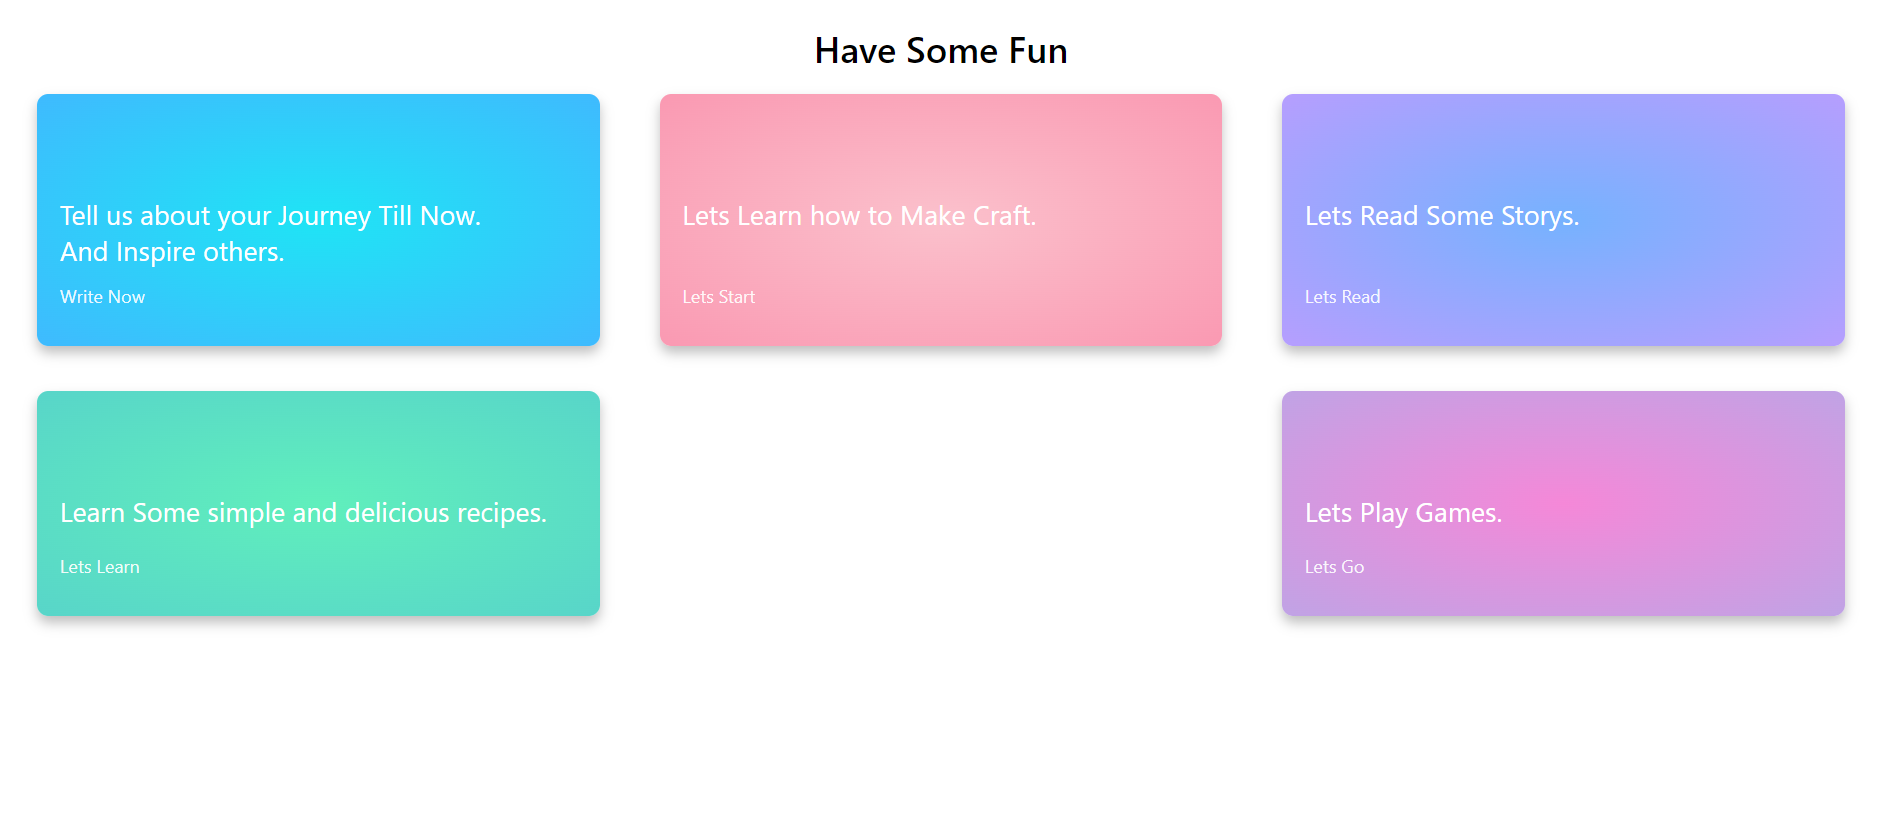 Have Some Fun
Tell us about your Journey Till Now.
And Inspire others.
Write Now
Lets Learn how to Make Craft.
Lets Start
Lets Read Some Storys.
Lets Read
Learn Some simple and delicious recipes.
Lets Learn
Lets Play Games.
Lets Go